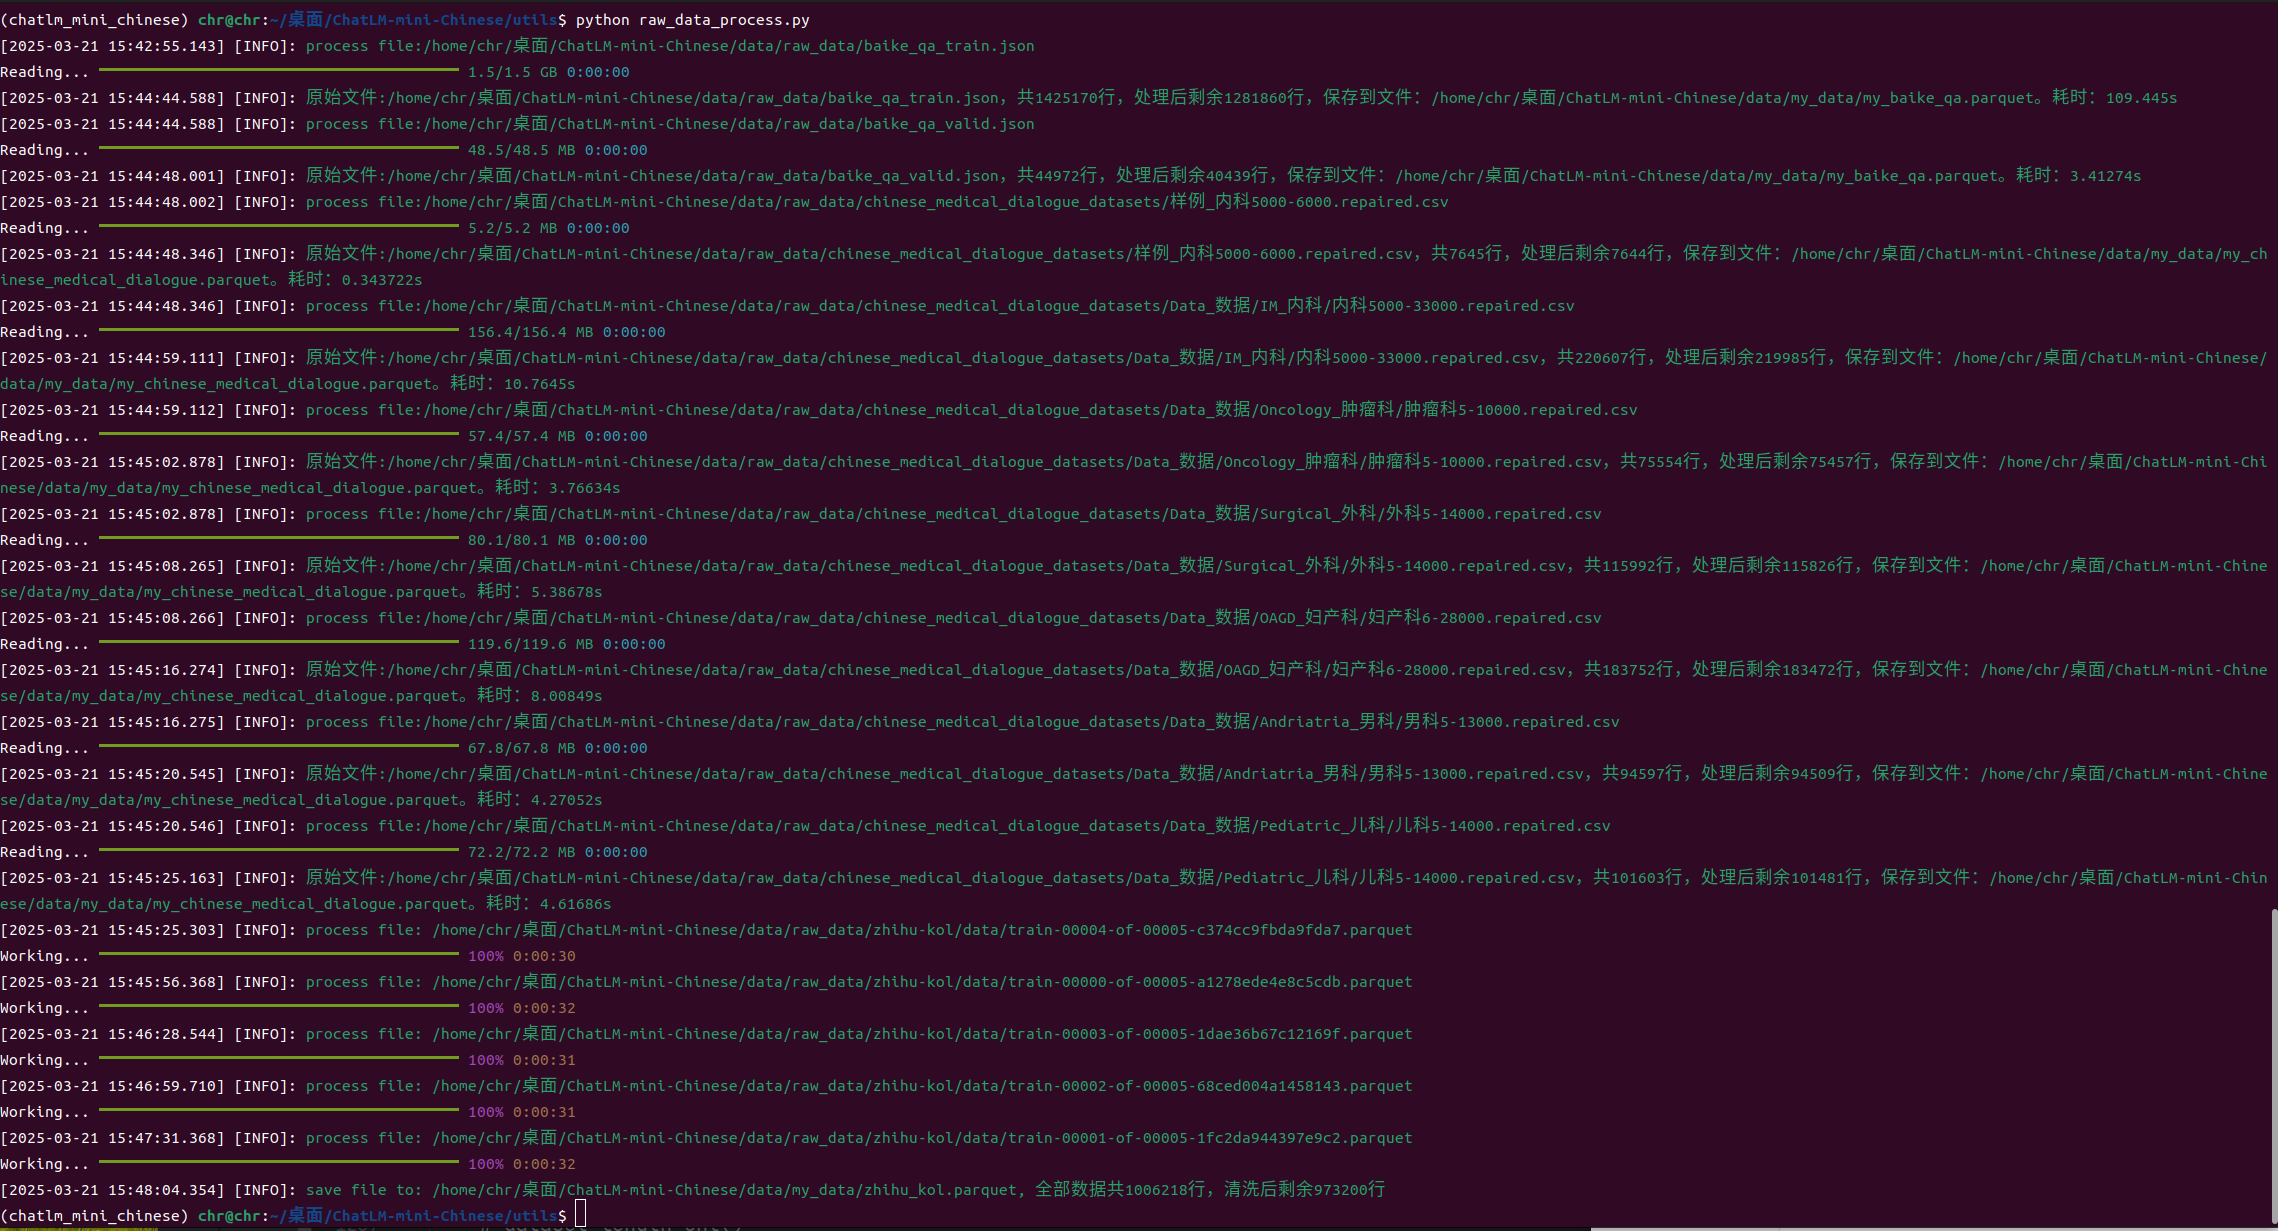 (chatlm_mini_chinese) chr@chr:~/桌面/ChatLM-mini-Chinese/utils$ python raw_data_process.py
[2025-03-21 15:42:55.143] [INFO]: process file:/home/chr/桌面/ChatLM-mini-Chinese/data/raw_data/baike_qa_train.json
Reading... 1.5/1.5 GB 0:00:00
[2025-03-21 15:44:44.588] [INFO]: 原始文件:/home/chr/桌面/ChatLM-mini-Chinese/data/raw_data/baike_qa_train.json，共1425170行，处理后剩余1281860行，保存到文件：/home/chr/桌面/ChatLM-mini-Chinese/data/my_data/my_baike_qa.parquet。耗时：109.445s
[2025-03-21 15:44:44.588] [INFO]: process file:/home/chr/桌面/ChatLM-mini-Chinese/data/raw_data/baike_qa_valid.json
Reading... 48.5/48.5 MB 0:00:00
[2025-03-21 15:44:48.001] [INFO]: 原始文件:/home/chr/桌面/ChatLM-mini-Chinese/data/raw_data/baike_qa_valid.json，共44972行，处理后剩余40439行，保存到文件：/home/chr/桌面/ChatLM-mini-Chinese/data/my_data/my_baike_qa.parquet。耗时：3.41274s
[2025-03-21 15:44:48.002] [INFO]: process file:/home/chr/桌面/ChatLM-mini-Chinese/data/raw_data/chinese_medical_dialogue_datasets/样例_内科5000-6000.repaired.csv
Reading... 5.2/5.2 MB 0:00:00
[2025-03-21 15:44:48.346] [INFO]: 原始文件:/home/chr/桌面/ChatLM-mini-Chinese/data/raw_data/chinese_medical_dialogue_datasets/样例_内科5000-6000.repaired.csv，共7645行，处理后剩余7644行，保存到文件：/home/chr/桌面/ChatLM-mini-Chinese/data/my_data/my_ch
inese_medical_dialogue.parquet。耗时：0.343722s
[2025-03-21 15:44:48.346] [INFO]: process file:/home/chr/桌面/ChatLM-mini-Chinese/data/raw_data/chinese_medical_dialogue_datasets/Data_数据/IM_内科/内科5000-33000.repaired.csv
Reading... 156.4/156.4 MB 0:00:00
[2025-03-21 15:44:59.111] [INFO]: 原始文件:/home/chr/桌面/ChatLM-mini-Chinese/data/raw_data/chinese_medical_dialogue_datasets/Data_数据/IM_内科/内科5000-33000.repaired.csv，共220607行，处理后剩余219985行，保存到文件：/home/chr/桌面/ChatLM-mini-Chinese/
data/my_data/my_chinese_medical_dialogue.parquet。耗时：10.7645s
[2025-03-21 15:44:59.112] [INFO]: process file:/home/chr/桌面/ChatLM-mini-Chinese/data/raw_data/chinese_medical_dialogue_datasets/Data_数据/Oncology_肿瘤科/肿瘤科5-10000.repaired.csv
Reading... 57.4/57.4 MB 0:00:00
[2025-03-21 15:45:02.878] [INFO]: 原始文件:/home/chr/桌面/ChatLM-mini-Chinese/data/raw_data/chinese_medical_dialogue_datasets/Data_数据/Oncology_肿瘤科/肿瘤科5-10000.repaired.csv，共75554行，处理后剩余75457行，保存到文件：/home/chr/桌面/ChatLM-mini-Chi
nese/data/my_data/my_chinese_medical_dialogue.parquet。耗时：3.76634s
[2025-03-21 15:45:02.878] [INFO]: process file:/home/chr/桌面/ChatLM-mini-Chinese/data/raw_data/chinese_medical_dialogue_datasets/Data_数据/Surgical_外科/外科5-14000.repaired.csv
Reading... 80.1/80.1 MB 0:00:00
[2025-03-21 15:45:08.265] [INFO]: 原始文件:/home/chr/桌面/ChatLM-mini-Chinese/data/raw_data/chinese_medical_dialogue_datasets/Data_数据/Surgical_外科/外科5-14000.repaired.csv，共115992行，处理后剩余115826行，保存到文件：/home/chr/桌面/ChatLM-mini-Chine
se/data/my_data/my_chinese_medical_dialogue.parquet。耗时：5.38678s
[2025-03-21 15:45:08.266] [INFO]: process file:/home/chr/桌面/ChatLM-mini-Chinese/data/raw_data/chinese_medical_dialogue_datasets/Data_数据/OAGD_妇产科/妇产科6-28000.repaired.csv
Reading... 119.6/119.6 MB 0:00:00
[2025-03-21 15:45:16.274] [INFO]: 原始文件:/home/chr/桌面/ChatLM-mini-Chinese/data/raw_data/chinese_medical_dialogue_datasets/Data_数据/OAGD_妇产科/妇产科6-28000.repaired.csv，共183752行，处理后剩余183472行，保存到文件：/home/chr/桌面/ChatLM-mini-Chine
se/data/my_data/my_chinese_medical_dialogue.parquet。耗时：8.00849s
[2025-03-21 15:45:16.275] [INFO]: process file:/home/chr/桌面/ChatLM-mini-Chinese/data/raw_data/chinese_medical_dialogue_datasets/Data_数据/Andriatria_男科/男科5-13000.repaired.csv
Reading... 67.8/67.8 MB 0:00:00
[2025-03-21 15:45:20.545] [INFO]: 原始文件:/home/chr/桌面/ChatLM-mini-Chinese/data/raw_data/chinese_medical_dialogue_datasets/Data_数据/Andriatria_男科/男科5-13000.repaired.csv，共94597行，处理后剩余94509行，保存到文件：/home/chr/桌面/ChatLM-mini-Chine
se/data/my_data/my_chinese_medical_dialogue.parquet。耗时：4.27052s
[2025-03-21 15:45:20.546] [INFO]: process file:/home/chr/桌面/ChatLM-mini-Chinese/data/raw_data/chinese_medical_dialogue_datasets/Data_数据/Pediatric_儿科/儿科5-14000.repaired.csv
Reading... 72.2/72.2 MB 0:00:00
[2025-03-21 15:45:25.163] [INFO]: 原始文件:/home/chr/桌面/ChatLM-mini-Chinese/data/raw_data/chinese_medical_dialogue_datasets/Data_数据/Pediatric_儿科/儿科5-14000.repaired.csv，共101603行，处理后剩余101481行，保存到文件：/home/chr/桌面/ChatLM-mini-Chin
ese/data/my_data/my_chinese_medical_dialogue.parquet。耗时：4.61686s
[2025-03-21 15:45:25.303] [INFO]: process file: /home/chr/桌面/ChatLM-mini-Chinese/data/raw_data/zhihu-kol/data/train-00004-of-00005-c374cc9fbda9fda7.parquet
Working... 100% 0:00:30
[2025-03-21 15:45:56.368] [INFO]: process file: /home/chr/桌面/ChatLM-mini-Chinese/data/raw_data/zhihu-kol/data/train-00000-of-00005-a1278ede4e8c5cdb.parquet
Working... 100% 0:00:32
[2025-03-21 15:46:28.544] [INFO]: process file: /home/chr/桌面/ChatLM-mini-Chinese/data/raw_data/zhihu-kol/data/train-00003-of-00005-1dae36b67c12169f.parquet
Working... 100% 0:00:31
[2025-03-21 15:46:59.710] [INFO]: process file: /home/chr/桌面/ChatLM-mini-Chinese/data/raw_data/zhihu-kol/data/train-00002-of-00005-68ced004a1458143.parquet
Working... 100% 0:00:31
[2025-03-21 15:47:31.368] [INFO]: process file: /home/chr/桌面/ChatLM-mini-Chinese/data/raw_data/zhihu-kol/data/train-00001-of-00005-1fc2da944397e9c2.parquet
Working... 100% 0:00:32
[2025-03-21 15:48:04.354] [INFO]: save file to: /home/chr/桌面/ChatLM-mini-Chinese/data/my_data/zhihu_kol.parquet, 全部数据共1006218行，清洗后剩余973200行
(chatlm_mini_chinese) chr@chr:~/桌面/ChatLM-mini-Chinese/utils$